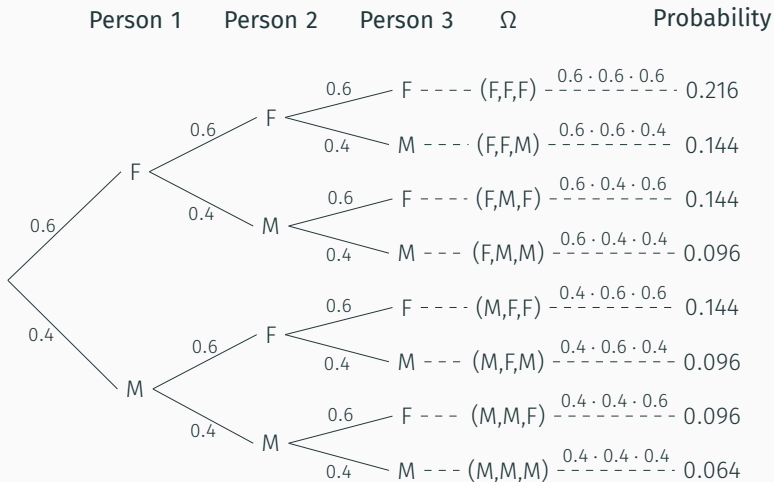 Person 1 Person 2 Person 3 Ω Probability
0.6 F (F,F,F) 0.6 · 0.6 · 0.6 0.216
F
0.6 0.4 M (F,F,M) 0.6 · 0.6 · 0.4 0.144
F
0.6 0.4 0.6 F (F,M,F) 0.6 · 0.4 · 0.6 0.144
M
0.4 M (F,M,M) 0.6 · 0.4 · 0.4 0.096
0.6 F (M,F,F) 0.4 · 0.6 · 0.6 0.144
0.4 F
0.6 0.4 M (M,F,M) 0.4 · 0.6 · 0.4 0.096
M
0.4 0.6 F (M,M,F) 0.4 · 0.4 · 0.6 0.096
M
0.4 M (M,M,M) 0.4 · 0.4 · 0.4 0.064